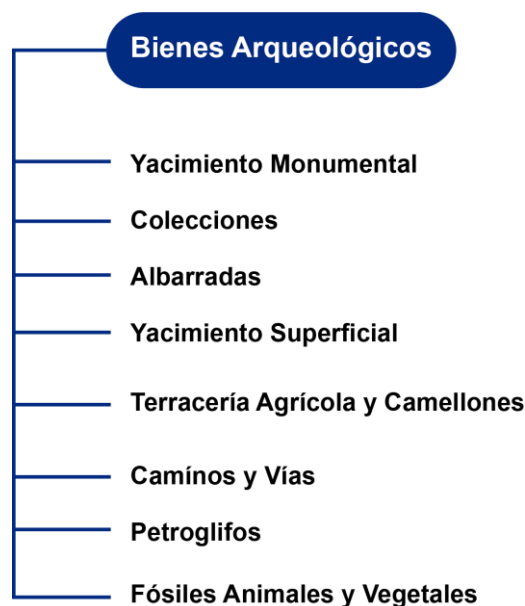 Bienes Arqueológicos
Yacimiento Monumental
Colecciones
Albarradas
Yacimiento Superficial
Terracería Agrícola y Camellones
Camínos y Vías
Petroglifos
Fósiles Animales y Vegetales